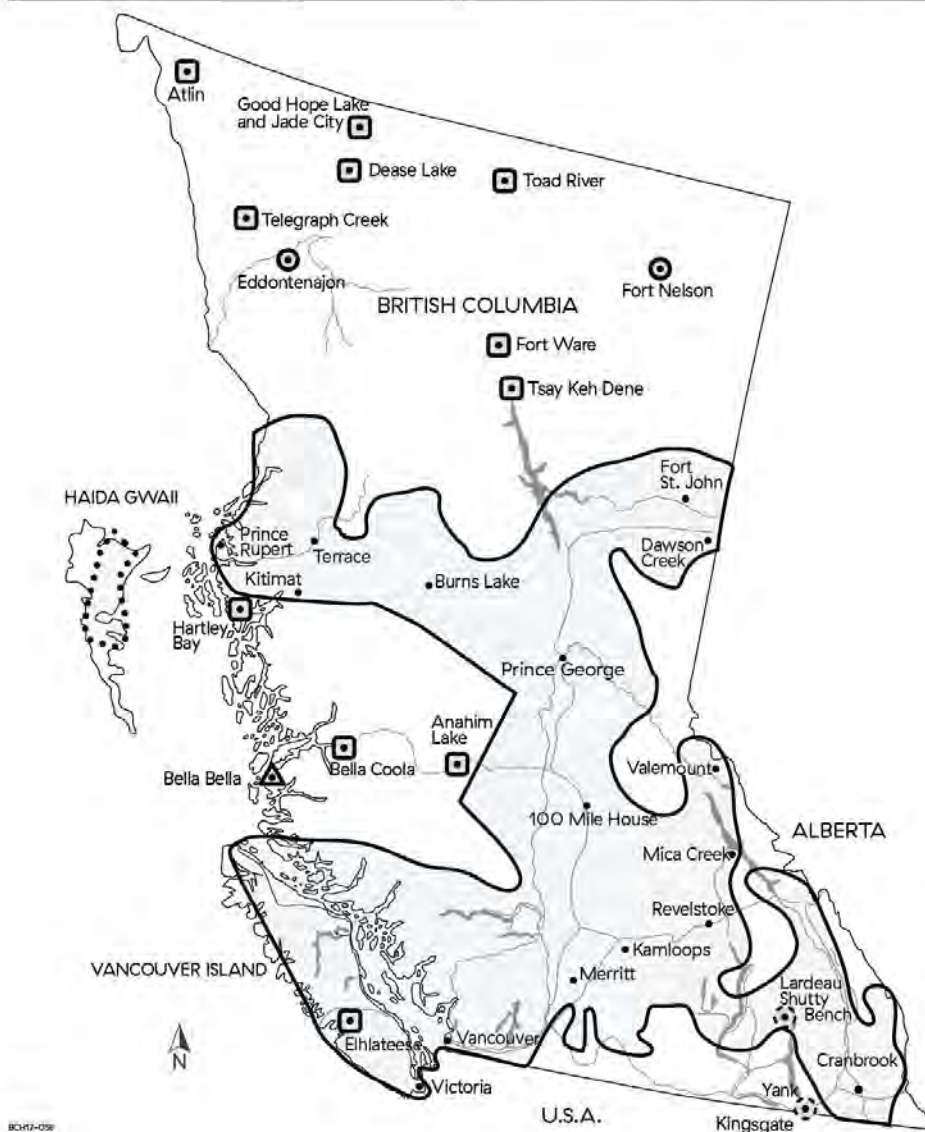 Atlin
Good Hope Lake
and Jade City
Dease Lake
Toad River
Telegraph Creek
Eddontenajon
Fort Nelson
BRITISH COLUMBIA
Fort Ware
Tsay Keh Dene
Fort
St. John
HAIDA GWAII
Prince
Rupert
Terrace
Dawson
Creek
Kitimat
Burns Lake
Hartley
Bay
Prince George
Anahim
Lake
Bella Coola
Bella Bella
Valemount
100 Mile House
ALBERTA
Mica Creek
Revelstoke
Kamloops
VANCOUVER ISLAND
Merritt
Lardeau
Shutty
Bench
Elhlateese
Vancouver
N
Cranbrook
Victoria
Yank
U.S.A.
Kingsgate